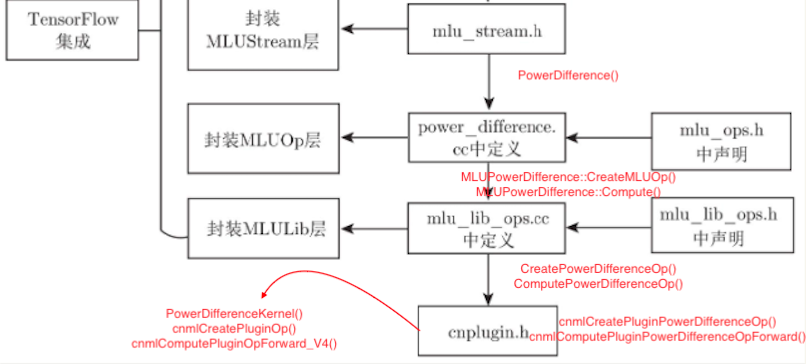 TensorFlow
集成
封装
MLUStream层
mlu_stream.h
PowerDifference()
封装MLUOp层
power_difference.
cc中定义
mlu_ops.h
中声明
MLUPowerDifference::CreateMLUOp()
MLUPowerDifference::Compute()
封装MLULib层
mlu_lib_ops.cc
中定义
mlu_lib_ops.h
中声明
CreatePowerDifferenceOp()
ComputePowerDifferenceOp()
PowerDifferenceKernel()
cnmlCreatePluginOp()
cnmlComputePluginOpForward_V4()
cnplugin.h
cnmlCreatePluginPowerDifferenceOp()
cnmlComputePluginPowerDifferenceOpForward()